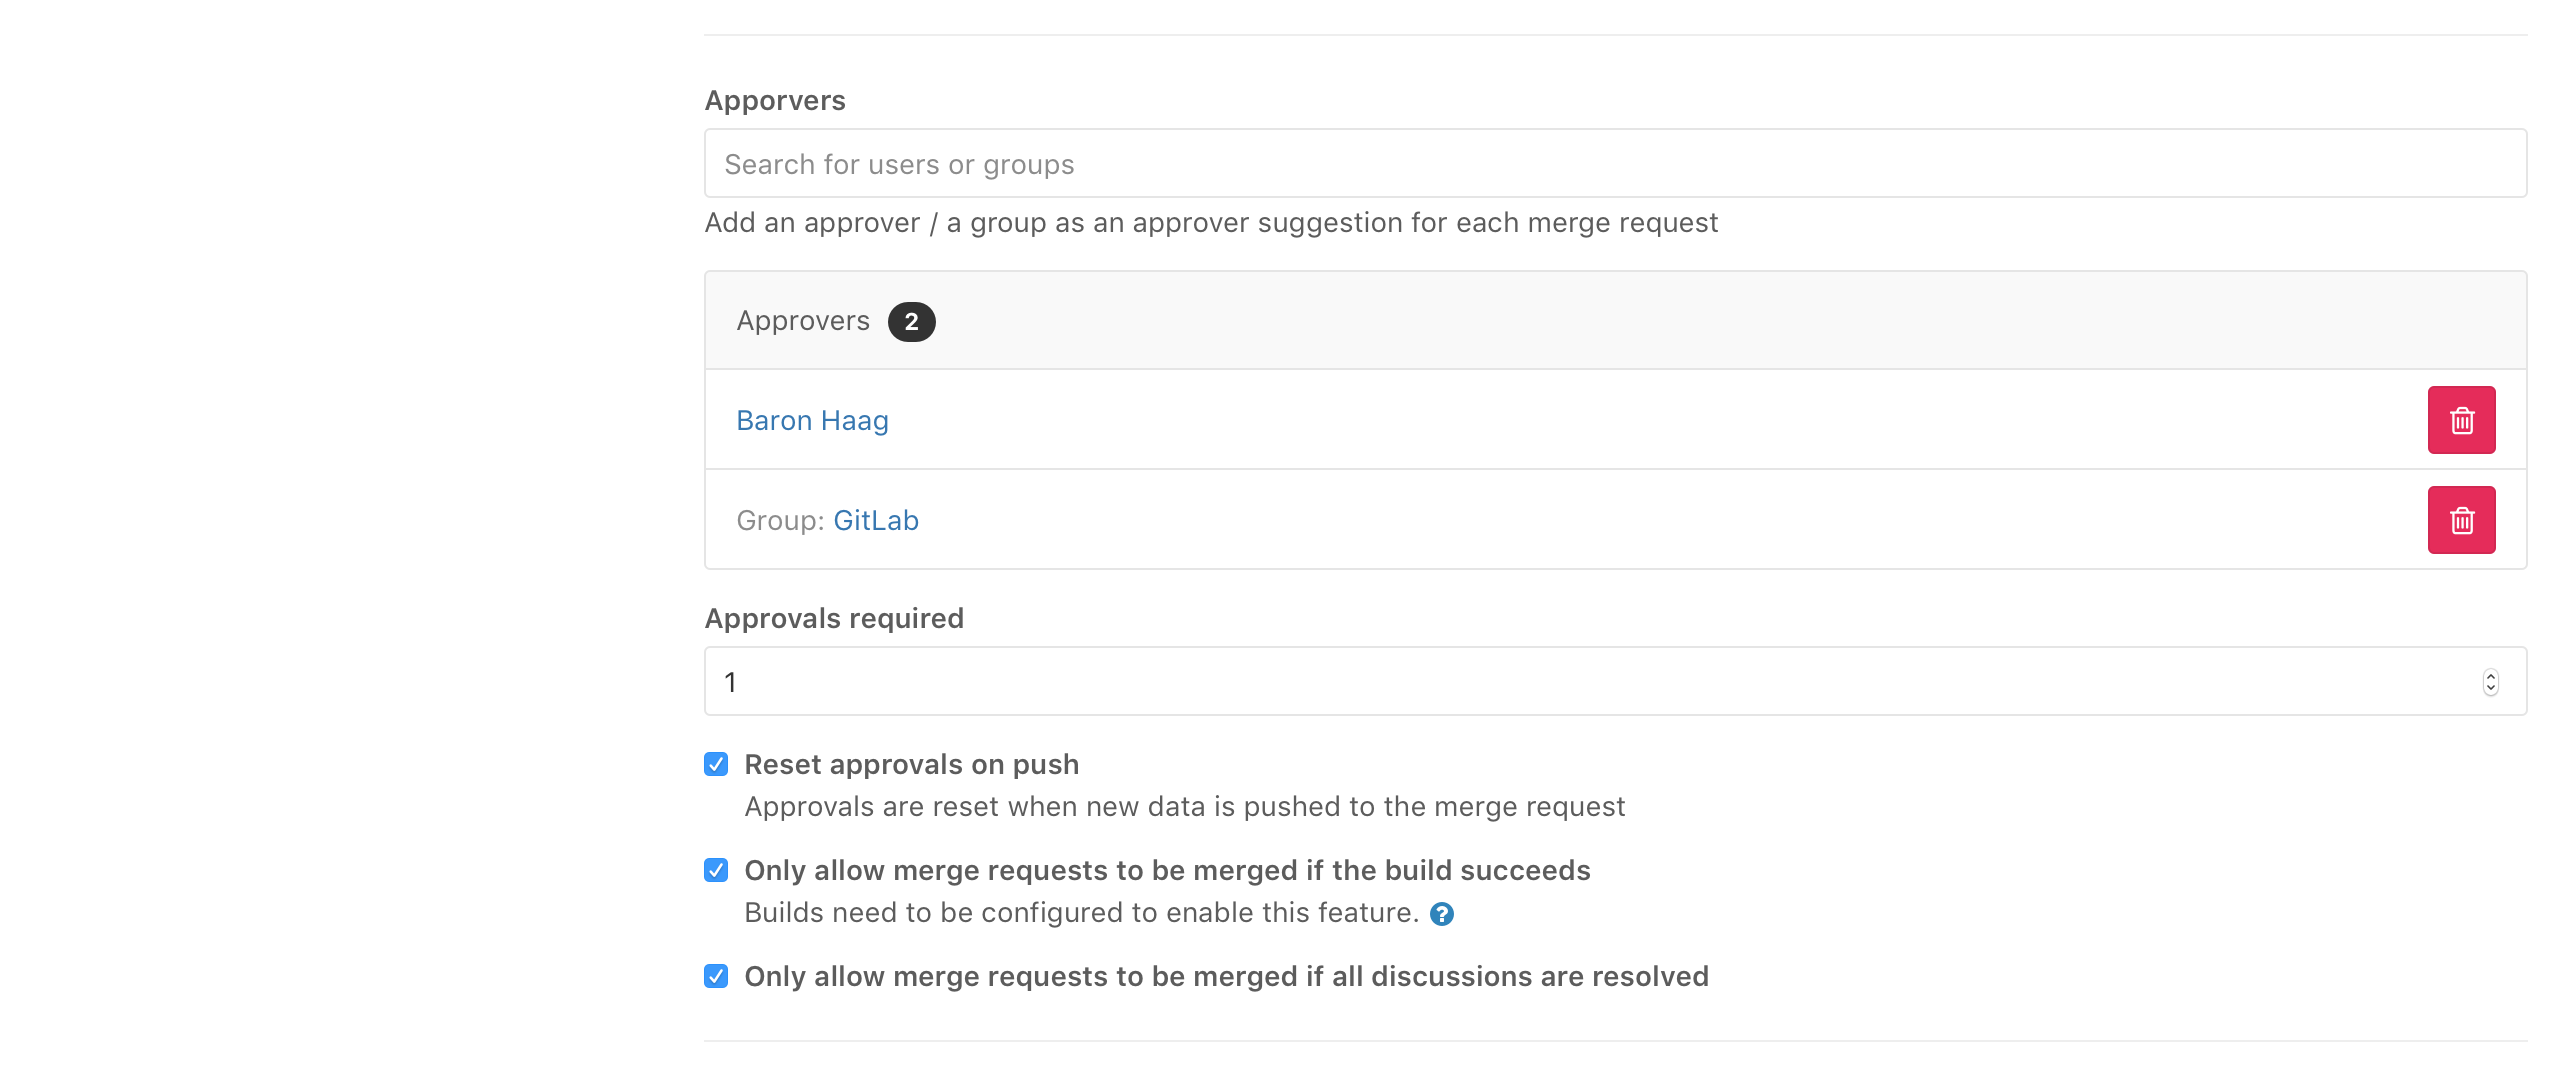 Apporvers
Search for users or groups
Add an approver / a group as an approver suggestion for each merge request
Approvers 2
Baron Haag
Group: GitLab
Approvals required
1
Reset approvals on push
Approvals are reset when new data is pushed to the merge request
Only allow merge requests to be merged if the build succeeds
Builds need to be configured to enable this feature. ?
Only allow merge requests to be merged if all discussions are resolved